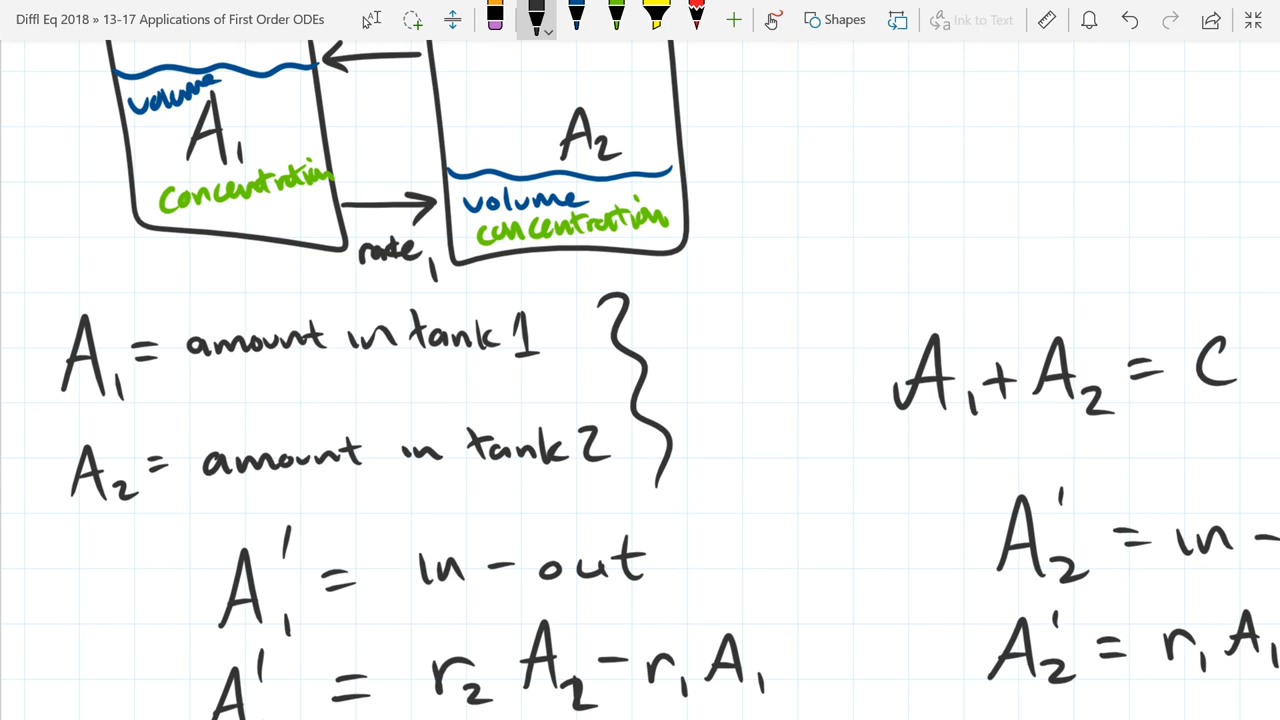 Diffl Eq 2018 » 13-17 Applications of First Order ODEs
Shapes
Ink to Text
volume
A₁
concentration
A₂
volume
concentration
rate₁
A₁ = amount in tank 1
A₂ = amount in tank 2
A₁ + A₂ = C
A₁' = in - out
A₂' = in -
A' = r₂ A₂ - r₁ A₁
A₂' = r₁ A₁